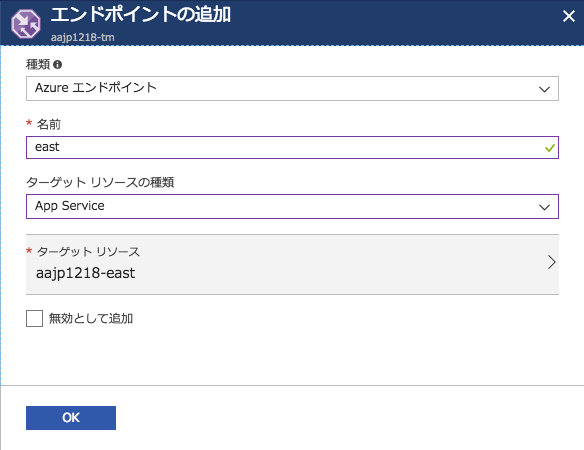 エンドポイントの追加
aajp1218-tm
種類
Azure エンドポイント
* 名前
east
ターゲット リソースの種類
App Service
* ターゲット リソース
aajp1218-east
無効として追加
OK